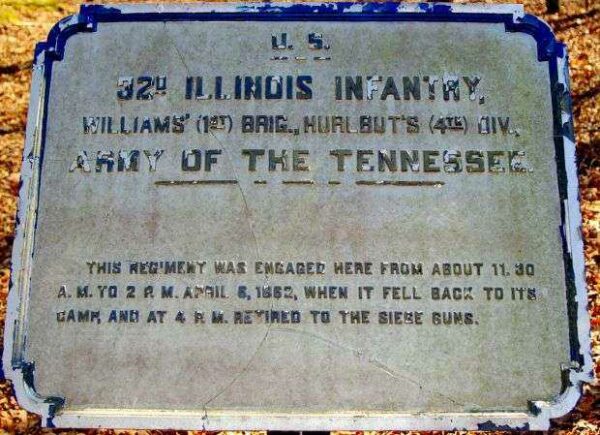 U. S.
32D ILLINOIS INFANTRY,
WILLIAMS' (1ST) BRIG., HURLBUT'S (4TH) DIV.,
ARMY OF THE TENNESSEE.
THIS REGIMENT WAS ENGAGED HERE FROM ABOUT 11.30
A. M. TO 2 P. M. APRIL 6, 1862, WHEN IT FELL BACK TO ITS
CAMP, AND AT 4 P. M. RETIRED TO THE SIEGE GUNS.